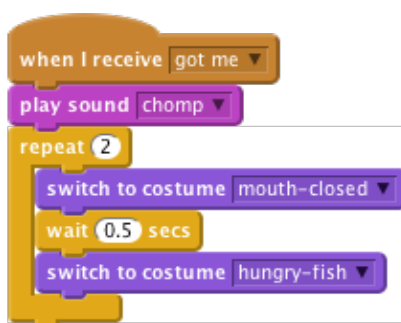 when I receive got me
play sound chomp
repeat 2
switch to costume mouth-closed
wait 0.5 secs
switch to costume hungry-fish